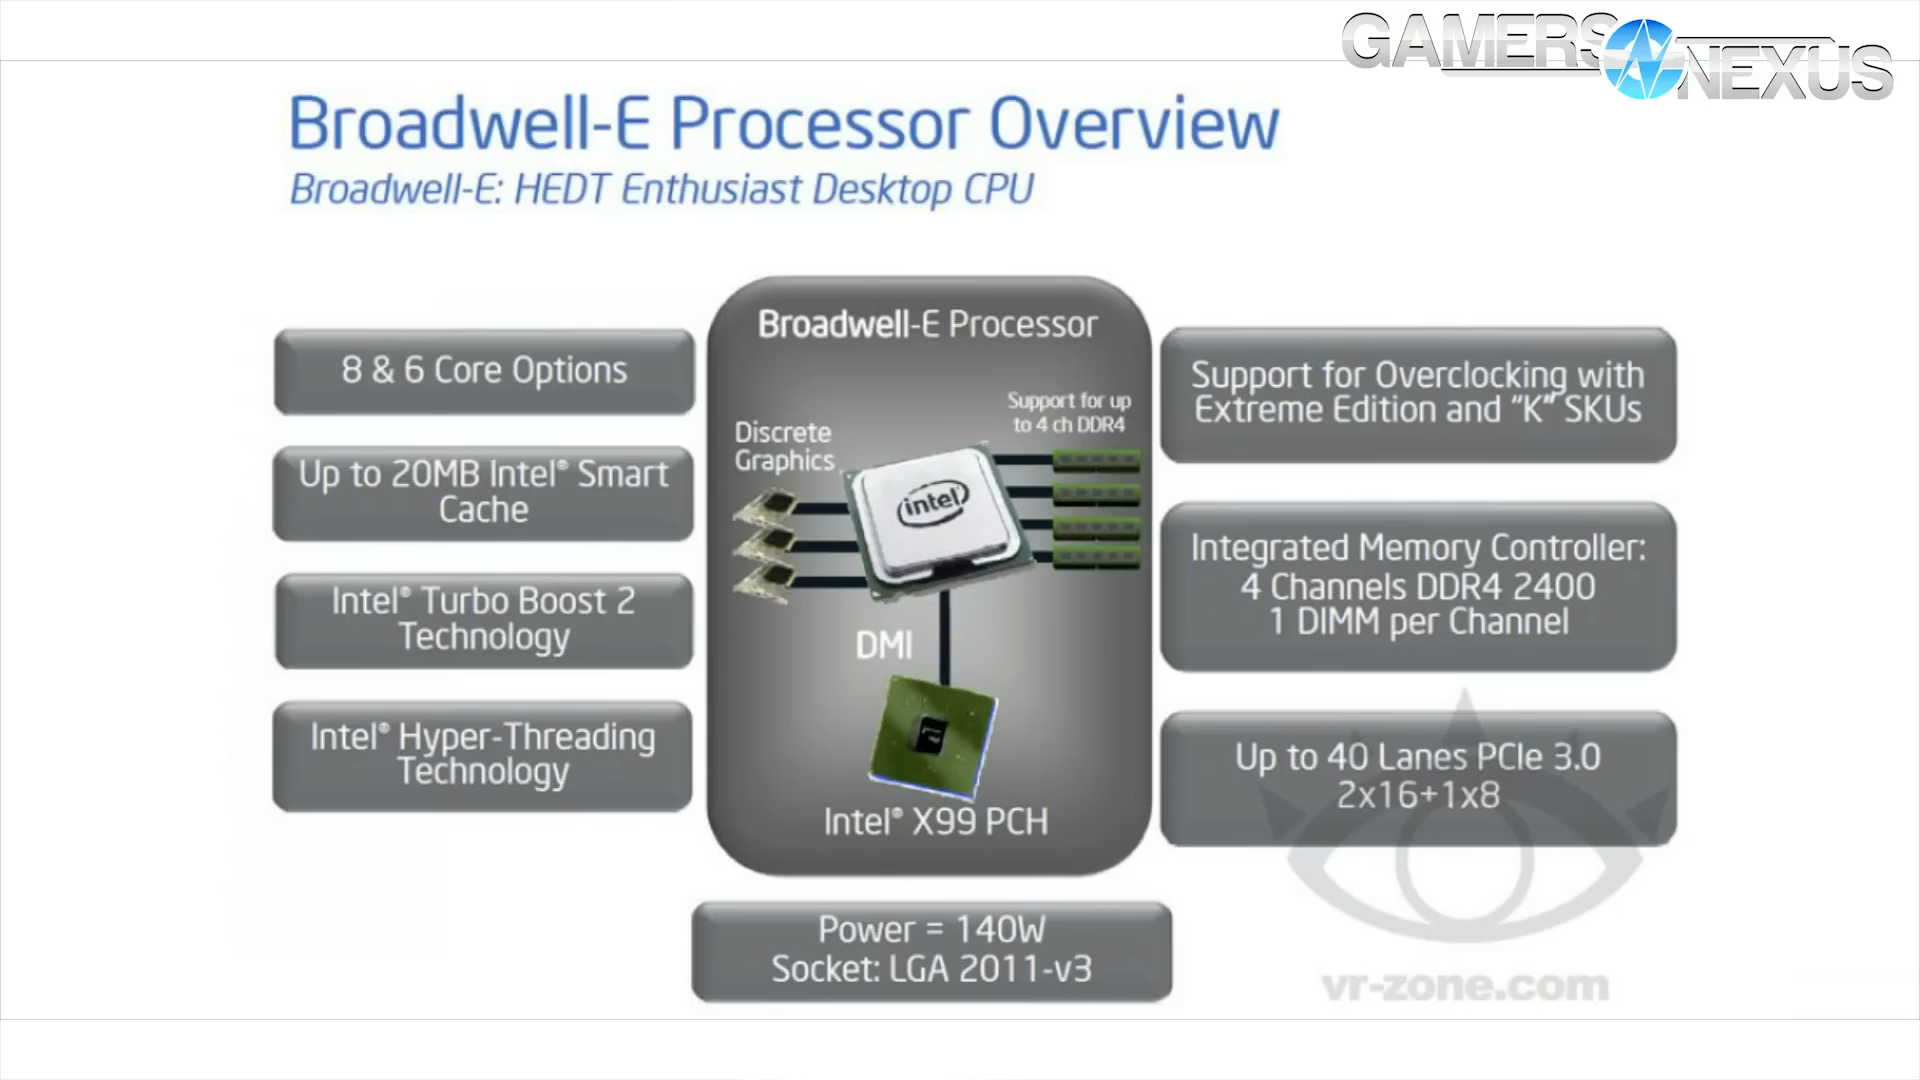 GAMERS NEXUS
Broadwell-E Processor Overview
Broadwell-E: HEDT Enthusiast Desktop CPU
8 & 6 Core Options
Up to 20MB Intel® Smart
Cache
Intel® Turbo Boost 2
Technology
Intel® Hyper-Threading
Technology
Broadwell-E Processor
Support for up
to 4 ch DDR4
Discrete
Graphics
intel
DMI
Intel® X99 PCH
Support for Overclocking with
Extreme Edition and “K” SKUs
Integrated Memory Controller:
4 Channels DDR4 2400
1 DIMM per Channel
Up to 40 Lanes PCIe 3.0
2x16+1x8
Power = 140W
Socket: LGA 2011-v3
vr-zone.com